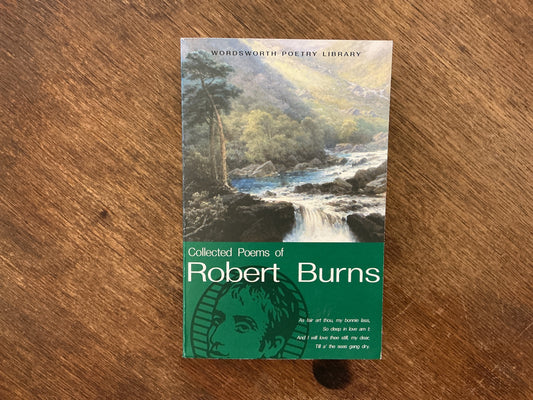 WORDSWORTH POETRY LIBRARY
Collected Poems of
Robert Burns
As fair art thou, my bonnie lass,
So deep in love am I:
And I will love thee still, my dear,
Till a' the seas gang dry.